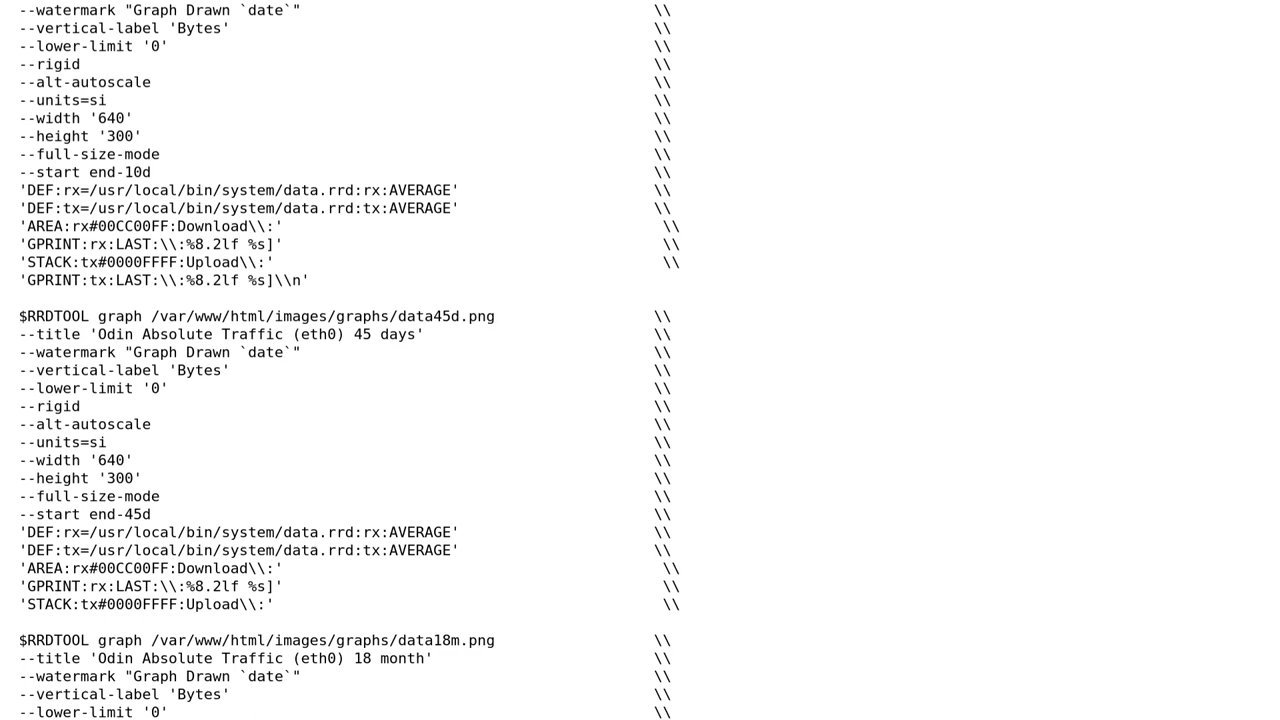 --watermark "Graph Drawn `date`" \\
--vertical-label 'Bytes' \\
--lower-limit '0' \\
--rigid \\
--alt-autoscale \\
--units=si \\
--width '640' \\
--height '300' \\
--full-size-mode \\
--start end-10d \\
'DEF:rx=/usr/local/bin/system/data.rrd:rx:AVERAGE' \\
'DEF:tx=/usr/local/bin/system/data.rrd:tx:AVERAGE' \\
'AREA:rx#00CC00FF:Download\\:' \\
'GPRINT:rx:LAST:\\:%8.2lf %s]' \\
'STACK:tx#0000FFFF:Upload\\:' \\
'GPRINT:tx:LAST:\\:%8.2lf %s]\\n'

$RRDTOOL graph /var/www/html/images/graphs/data45d.png \\
--title 'Odin Absolute Traffic (eth0) 45 days' \\
--watermark "Graph Drawn `date`" \\
--vertical-label 'Bytes' \\
--lower-limit '0' \\
--rigid \\
--alt-autoscale \\
--units=si \\
--width '640' \\
--height '300' \\
--full-size-mode \\
--start end-45d \\
'DEF:rx=/usr/local/bin/system/data.rrd:rx:AVERAGE' \\
'DEF:tx=/usr/local/bin/system/data.rrd:tx:AVERAGE' \\
'AREA:rx#00CC00FF:Download\\:' \\
'GPRINT:rx:LAST:\\:%8.2lf %s]' \\
'STACK:tx#0000FFFF:Upload\\:' \\

$RRDTOOL graph /var/www/html/images/graphs/data18m.png \\
--title 'Odin Absolute Traffic (eth0) 18 month' \\
--watermark "Graph Drawn `date`" \\
--vertical-label 'Bytes' \\
--lower-limit '0' \\